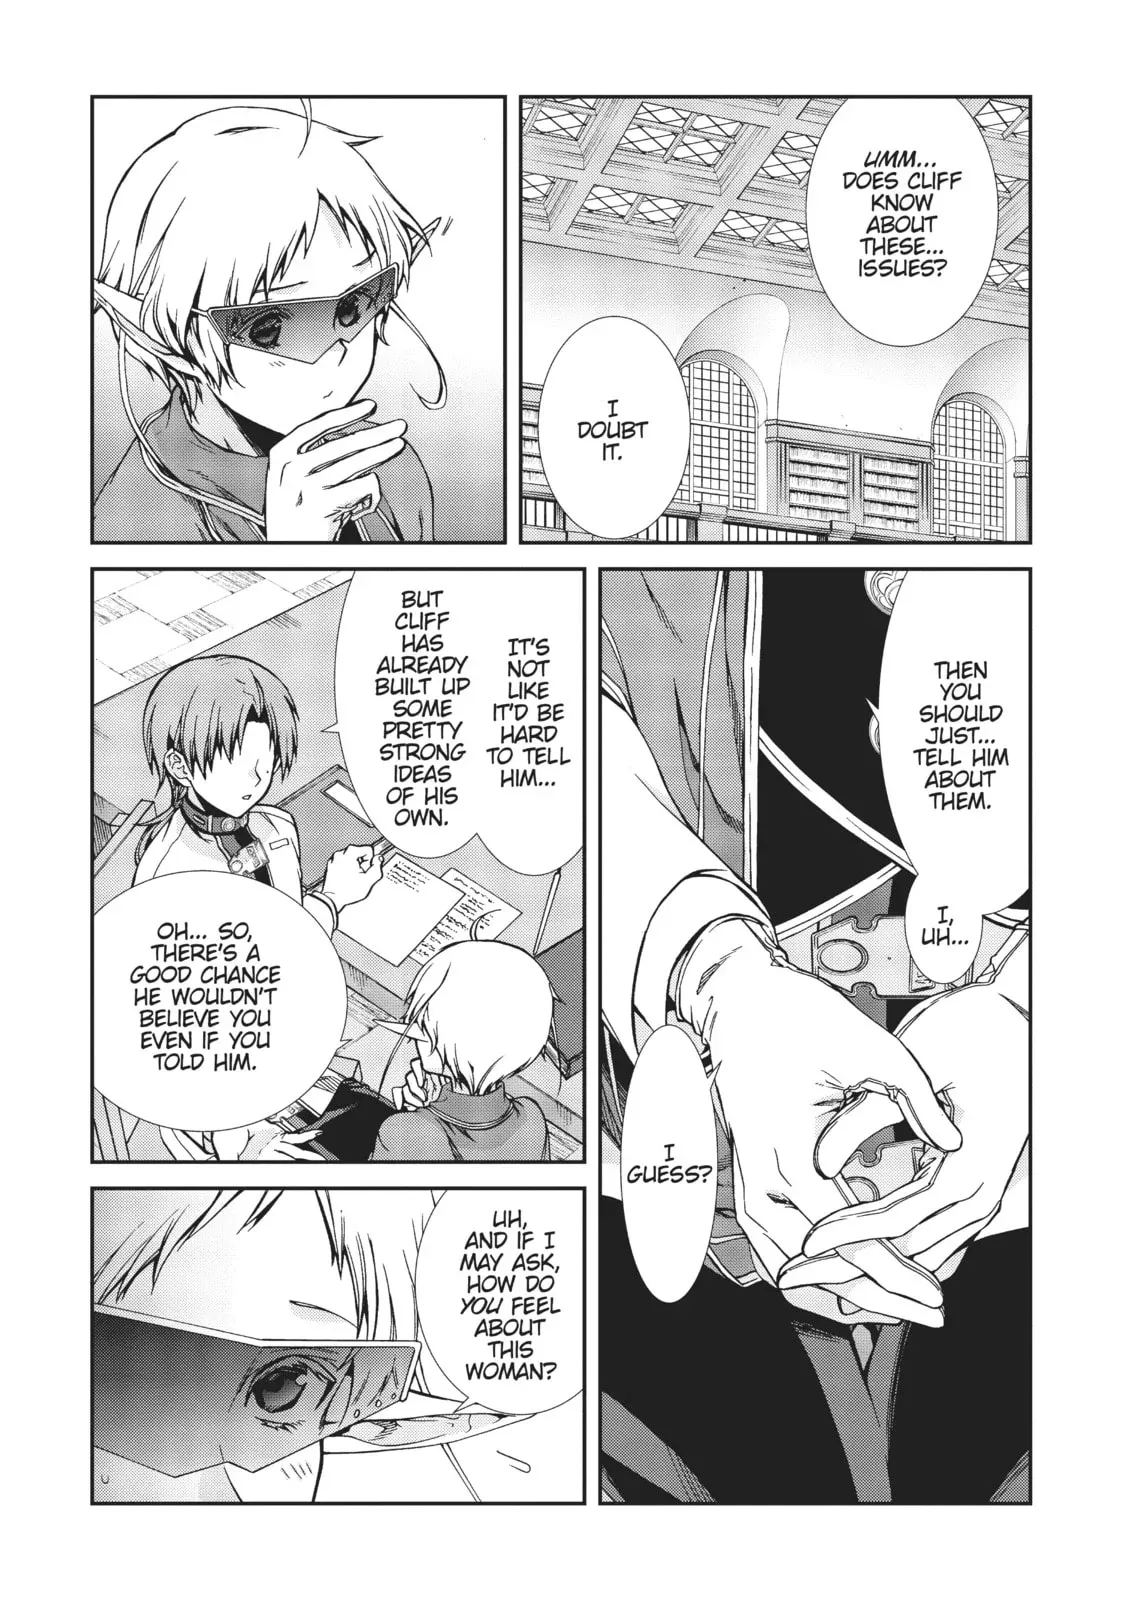 UMM...
DOES CLIFF
KNOW
ABOUT
THESE...
ISSUES?
I
DOUBT
IT.
THEN
YOU
SHOULD
JUST...
TELL HIM
ABOUT
THEM.
I,
UH...
I
GUESS?
IT'S
NOT
LIKE
IT'D BE
HARD
TO TELL
HIM...
BUT
CLIFF
HAS
ALREADY
BUILT UP
SOME
PRETTY
STRONG
IDEAS
OF HIS
OWN.
OH... SO,
THERE'S A
GOOD CHANCE
HE WOULDN'T
BELIEVE YOU
EVEN IF YOU
TOLD HIM.
UH,
AND IF I
MAY ASK,
HOW DO
YOU FEEL
ABOUT
THIS
WOMAN?